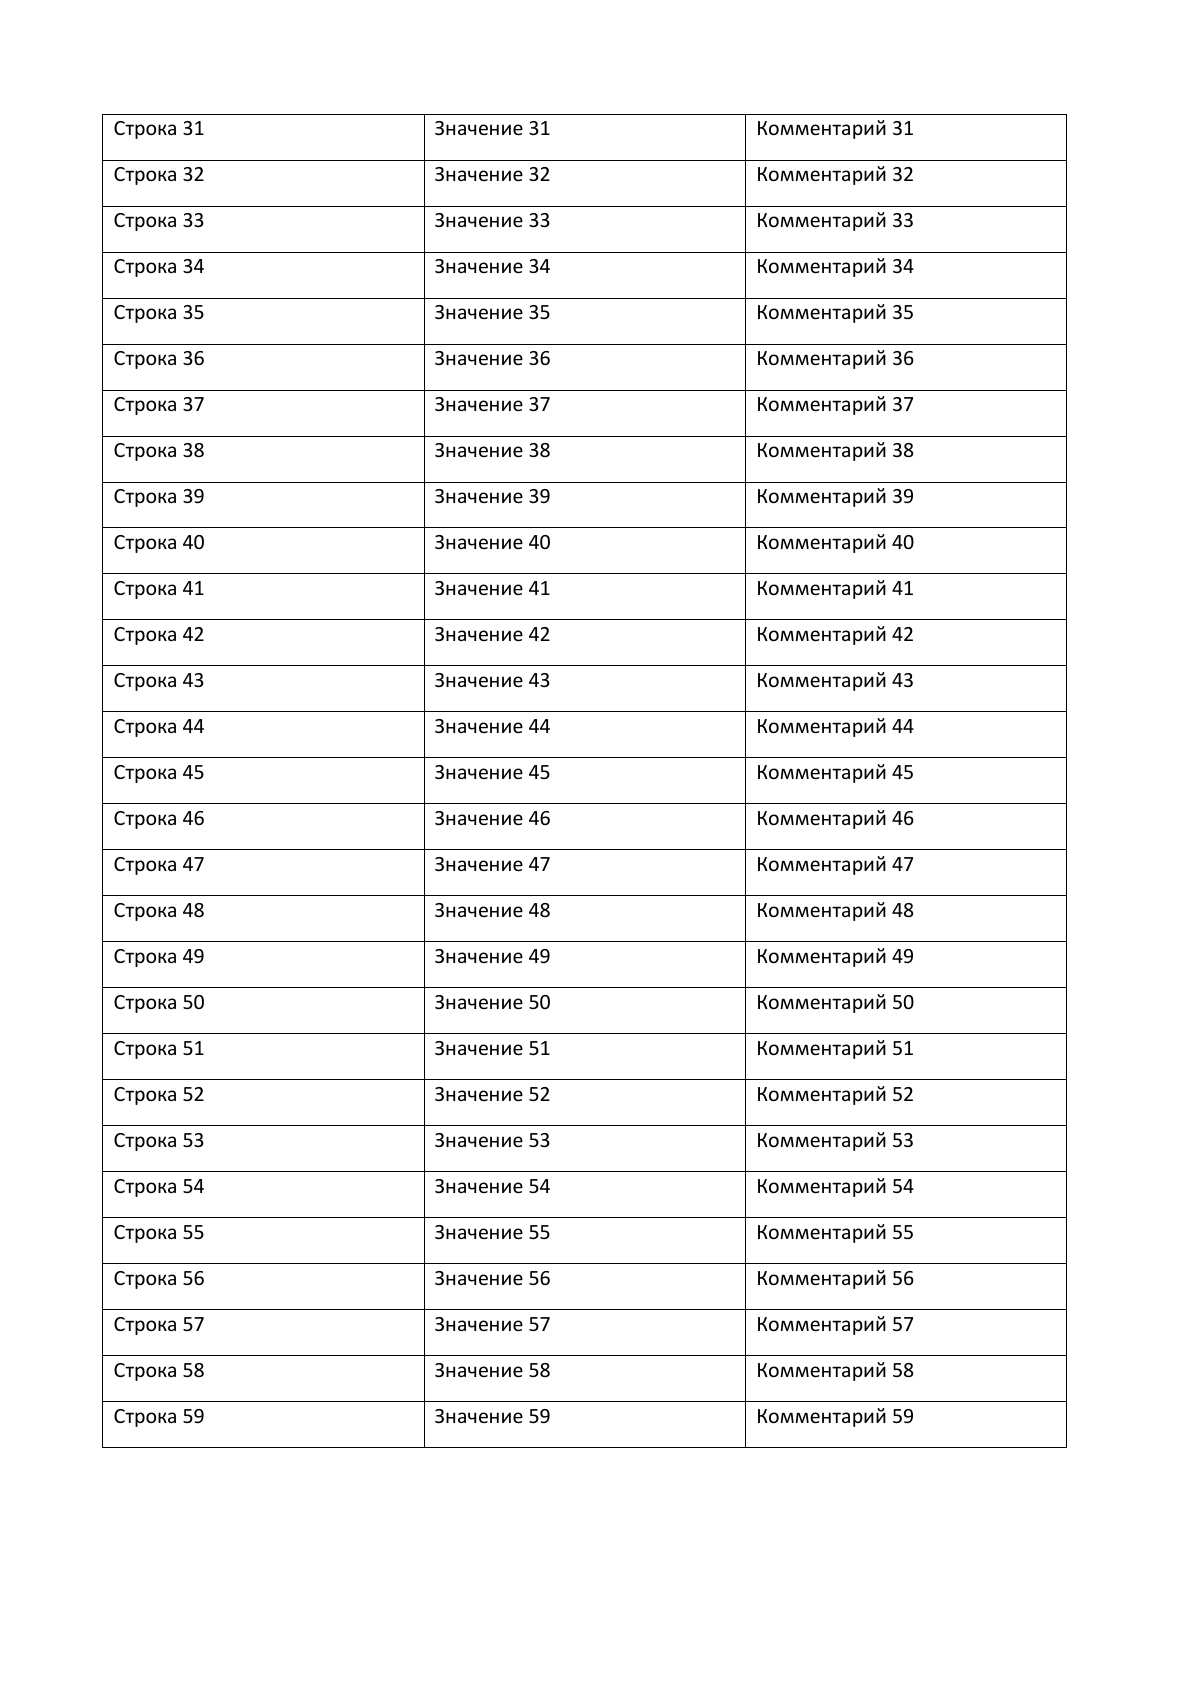 Строка 31 Значение 31 Комментарий 31
Строка 32 Значение 32 Комментарий 32
Строка 33 Значение 33 Комментарий 33
Строка 34 Значение 34 Комментарий 34
Строка 35 Значение 35 Комментарий 35
Строка 36 Значение 36 Комментарий 36
Строка 37 Значение 37 Комментарий 37
Строка 38 Значение 38 Комментарий 38
Строка 39 Значение 39 Комментарий 39
Строка 40 Значение 40 Комментарий 40
Строка 41 Значение 41 Комментарий 41
Строка 42 Значение 42 Комментарий 42
Строка 43 Значение 43 Комментарий 43
Строка 44 Значение 44 Комментарий 44
Строка 45 Значение 45 Комментарий 45
Строка 46 Значение 46 Комментарий 46
Строка 47 Значение 47 Комментарий 47
Строка 48 Значение 48 Комментарий 48
Строка 49 Значение 49 Комментарий 49
Строка 50 Значение 50 Комментарий 50
Строка 51 Значение 51 Комментарий 51
Строка 52 Значение 52 Комментарий 52
Строка 53 Значение 53 Комментарий 53
Строка 54 Значение 54 Комментарий 54
Строка 55 Значение 55 Комментарий 55
Строка 56 Значение 56 Комментарий 56
Строка 57 Значение 57 Комментарий 57
Строка 58 Значение 58 Комментарий 58
Строка 59 Значение 59 Комментарий 59